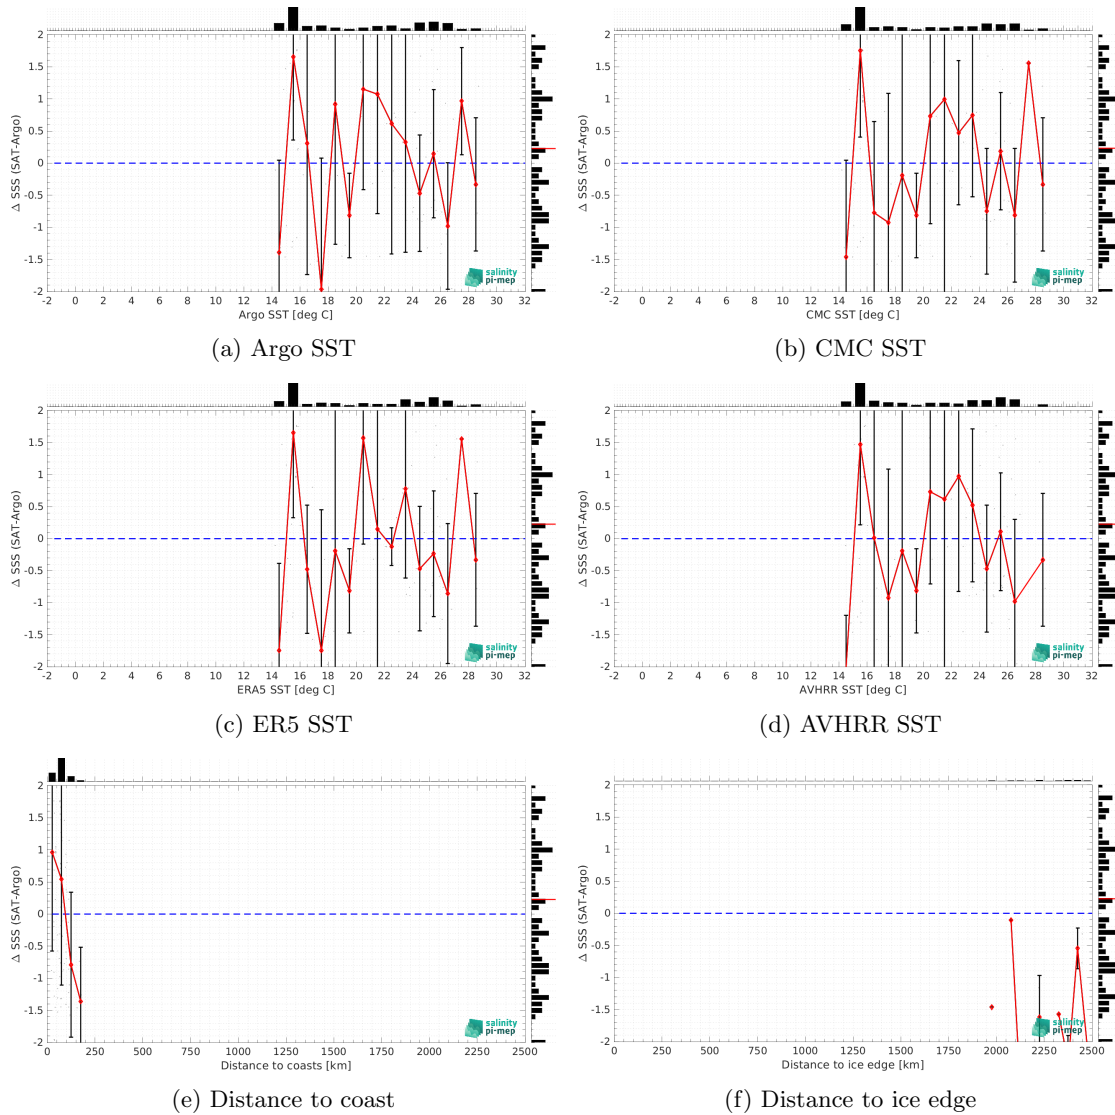 2
1.5
1
0.5
0
-0.5
-1
-1.5
-2
Δ SSS (SAT-Argo)
salinity
pi-mep
-2 0 2 4 6 8 10 12 14 16 18 20 22 24 26 28 30 32
Argo SST [deg C]
(a) Argo SST
2
1.5
1
0.5
0
-0.5
-1
-1.5
-2
Δ SSS (SAT-Argo)
salinity
pi-mep
-2 0 2 4 6 8 10 12 14 16 18 20 22 24 26 28 30 32
CMC SST [deg C]
(b) CMC SST
2
1.5
1
0.5
0
-0.5
-1
-1.5
-2
Δ SSS (SAT-Argo)
salinity
pi-mep
-2 0 2 4 6 8 10 12 14 16 18 20 22 24 26 28 30 32
ERA5 SST [deg C]
(c) ER5 SST
2
1.5
1
0.5
0
-0.5
-1
-1.5
-2
Δ SSS (SAT-Argo)
salinity
pi-mep
-2 0 2 4 6 8 10 12 14 16 18 20 22 24 26 28 30 32
AVHRR SST [deg C]
(d) AVHRR SST
2
1.5
1
0.5
0
-0.5
-1
-1.5
-2
Δ SSS (SAT-Argo)
salinity
pi-mep
0 250 500 750 1000 1250 1500 1750 2000 2250 2500
Distance to coasts [km]
(e) Distance to coast
2
1.5
1
0.5
0
-0.5
-1
-1.5
-2
Δ SSS (SAT-Argo)
salinity
pi-mep
0 250 500 750 1000 1250 1500 1750 2000 2250 2500
Distance to ice edge [km]
(f) Distance to ice edge